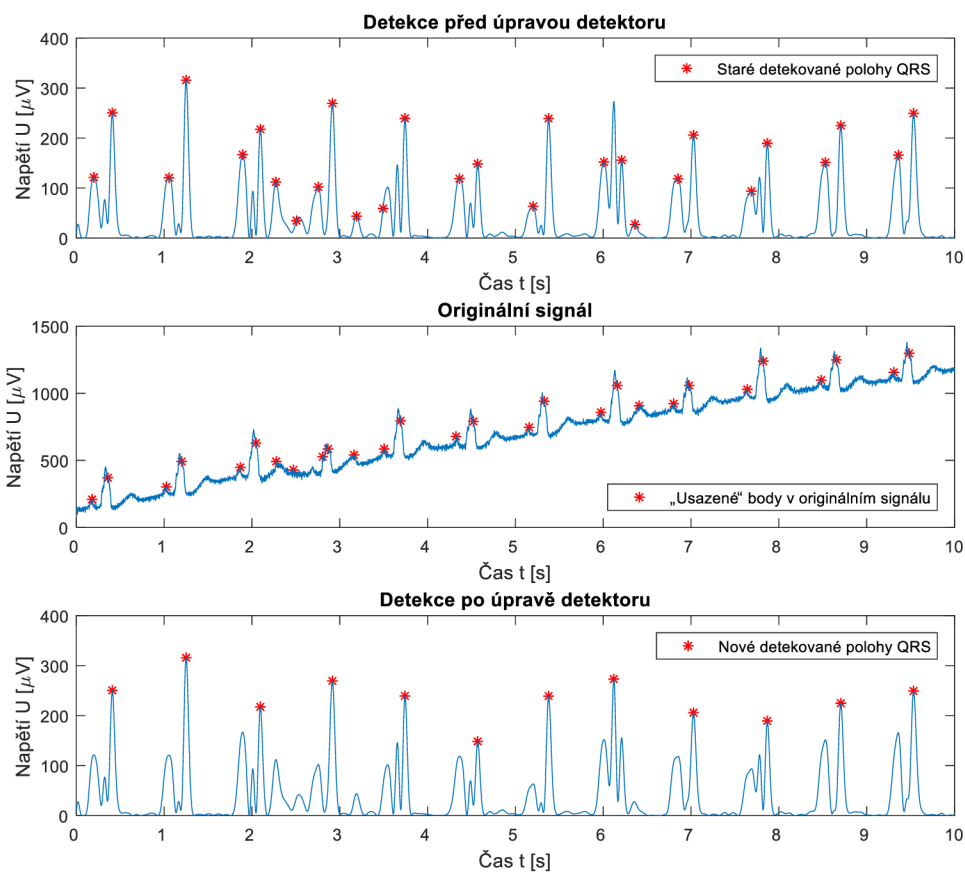 Detekce před úpravou detektoru
400
300
200
100
0
Napětí U [μV]
Staré detekované polohy QRS
0 1 2 3 4 5 6 7 8 9 10
Čas t [s]
Originální signál
1500
1000
500
0
Napětí U [μV]
„Usazené“ body v originálním signálu
0 1 2 3 4 5 6 7 8 9 10
Čas t [s]
Detekce po úpravě detektoru
400
300
200
100
0
Napětí U [μV]
Nové detekované polohy QRS
0 1 2 3 4 5 6 7 8 9 10
Čas t [s]